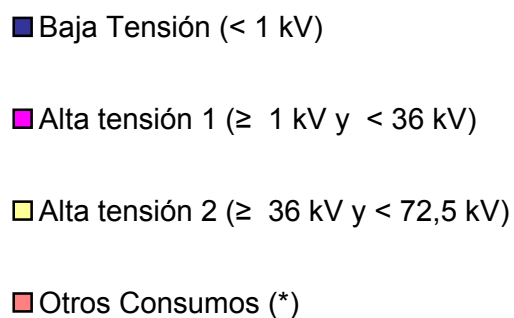 Baja Tensión (< 1 kV)
Alta tensión 1 (≥ 1 kV y < 36 kV)
Alta tensión 2 (≥ 36 kV y < 72,5 kV)
Otros Consumos (*)